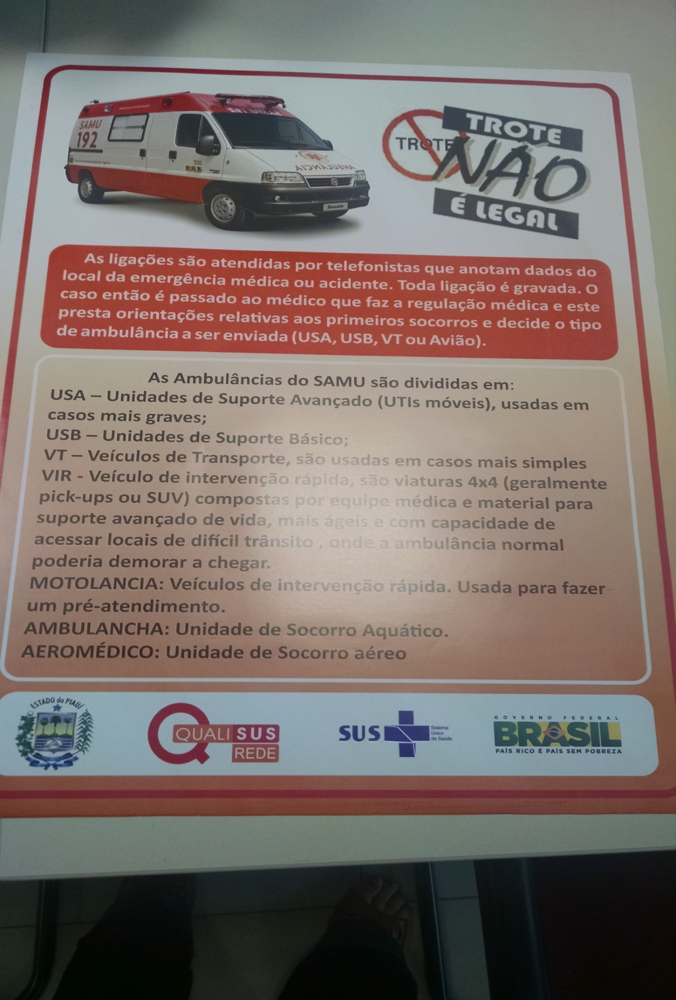 SAMU
192
SAMU 192
AMBULÂNCIA
Ducato
TROTE
TROTE
NÃO
É LEGAL
As ligações são atendidas por telefonistas que anotam dados do
local da emergência médica ou acidente. Toda ligação é gravada. O
caso então é passado ao médico que faz a regulação médica e este
presta orientações relativas aos primeiros socorros e decide o tipo
de ambulância a ser enviada (USA, USB, VT ou Avião).
As Ambulâncias do SAMU são divididas em:
USA – Unidades de Suporte Avançado (UTIs móveis), usadas em
casos mais graves;
USB – Unidades de Suporte Básico;
VT – Veículos de Transporte, são usadas em casos mais simples
VIR - Veículo de intervenção rápida, são viaturas 4x4 (geralmente
pick-ups ou SUV) compostas por equipe médica e material para
suporte avançado de vida, mais ágeis e com capacidade de
acessar locais de difícil trânsito , onde a ambulância normal
poderia demorar a chegar.
MOTOLANCIA: Veículos de intervenção rápida. Usada para fazer
um pré-atendimento.
AMBULANCHA: Unidade de Socorro Aquático.
AEROMÉDICO: Unidade de Socorro aéreo
ESTADO do PIAUÍ
QUALISUS
REDE
SUS
Sistema
Único
de Saúde
GOVERNO FEDERAL
BRASIL
PAÍS RICO É PAÍS SEM POBREZA